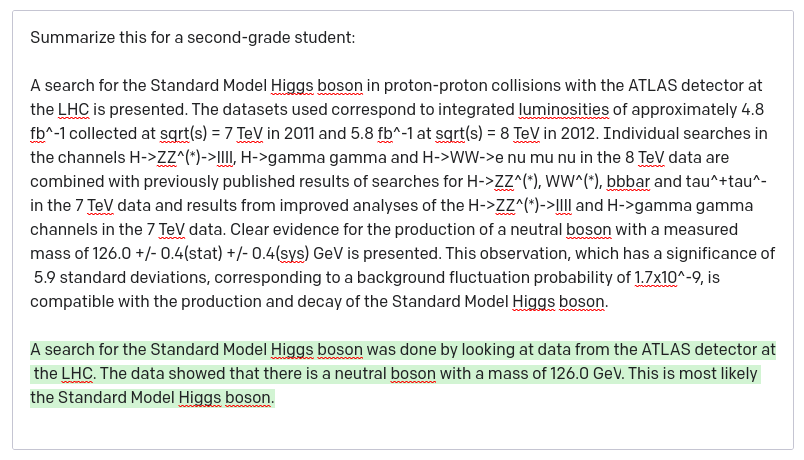 Summarize this for a second-grade student:
A search for the Standard Model Higgs boson in proton-proton collisions with the ATLAS detector at
the LHC is presented. The datasets used correspond to integrated luminosities of approximately 4.8
fb^-1 collected at sqrt(s) = 7 TeV in 2011 and 5.8 fb^-1 at sqrt(s) = 8 TeV in 2012. Individual searches in
the channels H->ZZ^(*)->llll, H->gamma gamma and H->WW->e nu mu nu in the 8 TeV data are
combined with previously published results of searches for H->ZZ^(*), WW^(*), bbbar and tau^+tau^-
in the 7 TeV data and results from improved analyses of the H->ZZ^(*)->llll and H->gamma gamma
channels in the 7 TeV data. Clear evidence for the production of a neutral boson with a measured
mass of 126.0 +/- 0.4(stat) +/- 0.4(sys) GeV is presented. This observation, which has a significance of
5.9 standard deviations, corresponding to a background fluctuation probability of 1.7x10^-9, is
compatible with the production and decay of the Standard Model Higgs boson.
A search for the Standard Model Higgs boson was done by looking at data from the ATLAS detector at
the LHC. The data showed that there is a neutral boson with a mass of 126.0 GeV. This is most likely
the Standard Model Higgs boson.